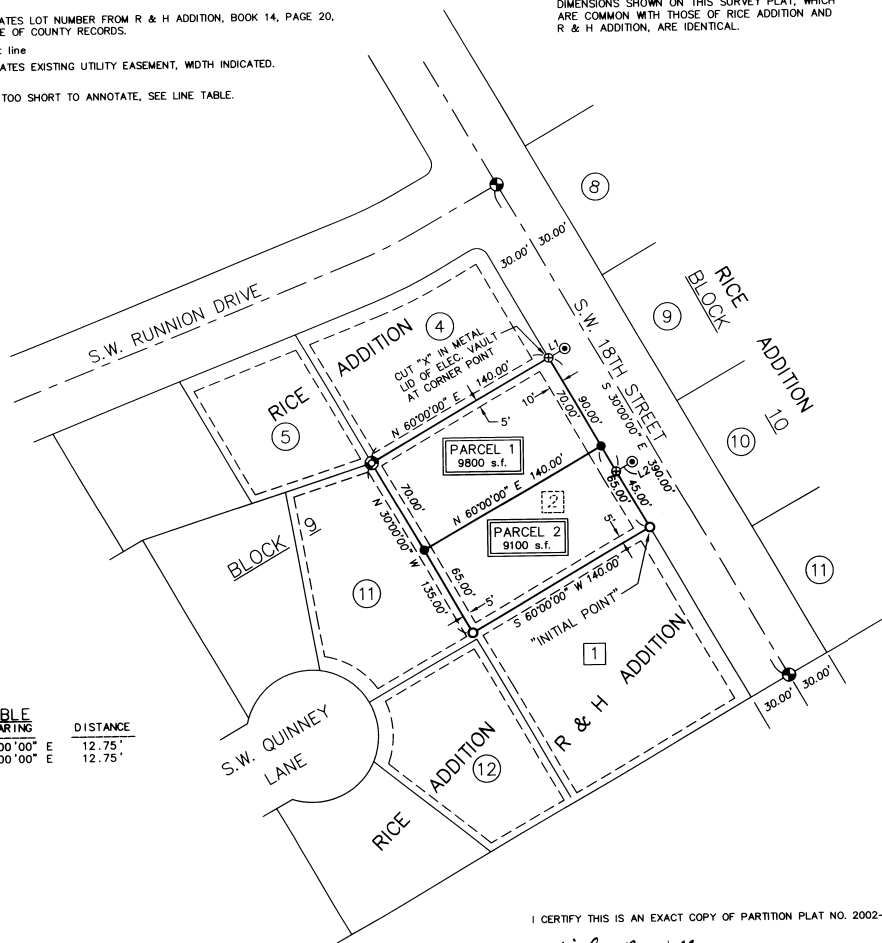 ATES LOT NUMBER FROM R & H ADDITION, BOOK 14, PAGE 20,
E OF COUNTY RECORDS.
line
ATES EXISTING UTILITY EASEMENT, WIDTH INDICATED.
TOO SHORT TO ANNOTATE, SEE LINE TABLE.
DIMENSIONS SHOWN ON THIS SURVEY PLAT, WHICH
ARE COMMON WITH THOSE OF RICE ADDITION AND
R & H ADDITION, ARE IDENTICAL.
8
30.00' 30.00'
S.W. RUNNION DRIVE
S.W. 18TH STREET
S 30°00'00" E 390.00'
RICE ADDITION
BLOCK 10
9
10
11
4
RICE ADDITION
5
CUT "X" IN METAL
LID OF ELEC. VAULT
AT CORNER POINT
L1
N 60°00'00" E 140.00'
5'
10'
70.00'
90.00'
PARCEL 1
9800 s.f.
70.00'
N 60°00'00" E 140.00'
L2
65.00'
45.00'
2
PARCEL 2
9100 s.f.
5'
N 30°00'00" W 135.00'
65.00'
5'
S 60°00'00" W 140.00'
"INITIAL POINT"
BLOCK 9
11
1
R & H ADDITION
30.00' 30.00'
S.W. QUINNEY
LANE
RICE ADDITION
12
BLE
ARING DISTANCE
00'00" E 12.75'
00'00" E 12.75'
I CERTIFY THIS IS AN EXACT COPY OF PARTITION PLAT NO. 2002-